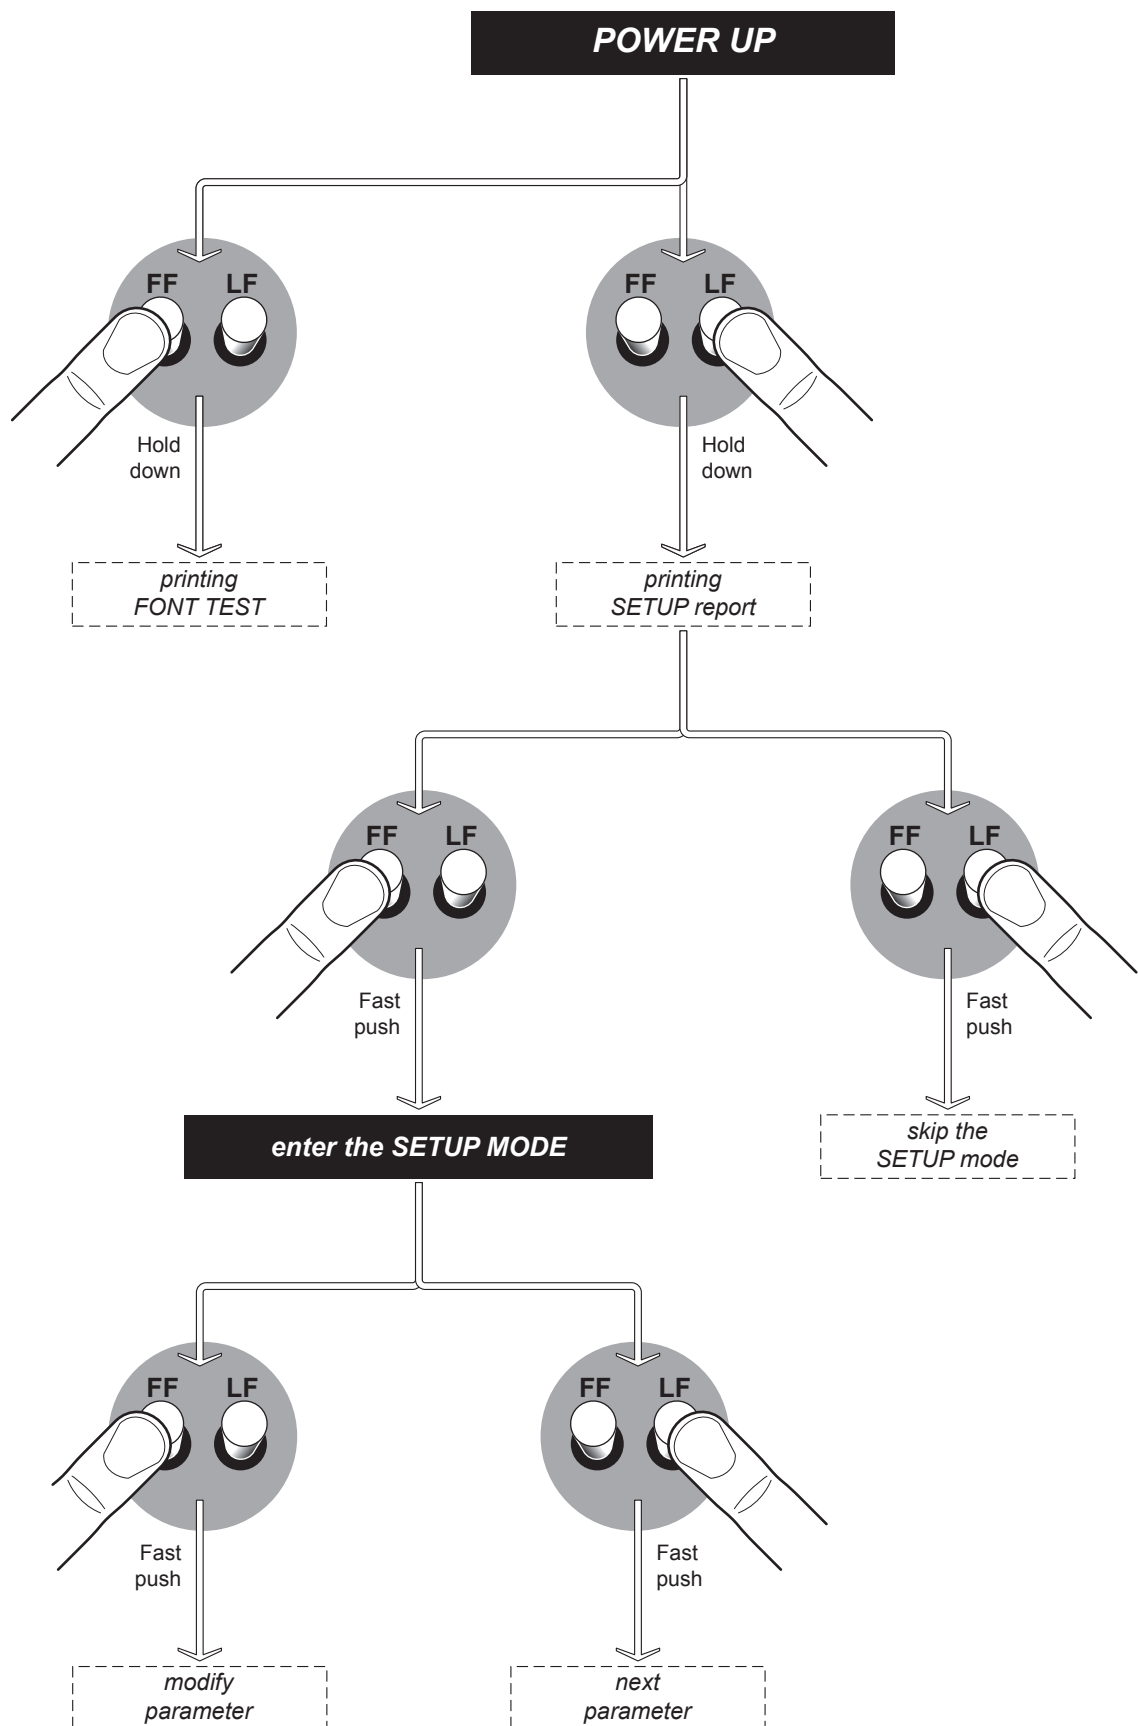 POWER UP
FF LF
FF LF
Hold
down
Hold
down
printing
FONT TEST
printing
SETUP report
FF LF
FF LF
Fast
push
Fast
push
enter the SETUP MODE
skip the
SETUP mode
FF LF
FF LF
Fast
push
Fast
push
modify
parameter
next
parameter